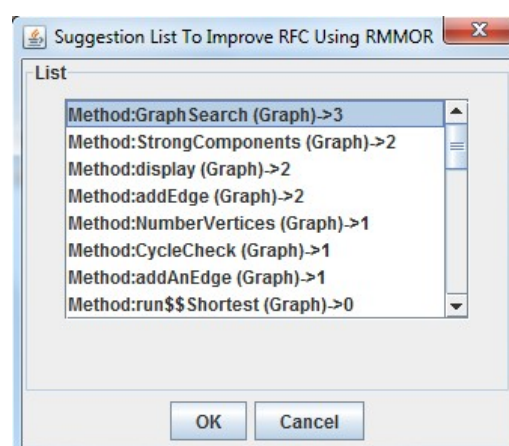 Suggestion List To Improve RFC Using RMMOR
List
Method:GraphSearch (Graph)->3
Method:StrongComponents (Graph)->2
Method:display (Graph)->2
Method:addEdge (Graph)->2
Method:NumberVertices (Graph)->1
Method:CycleCheck (Graph)->1
Method:addAnEdge (Graph)->1
Method:run$$Shortest (Graph)->0
OK Cancel